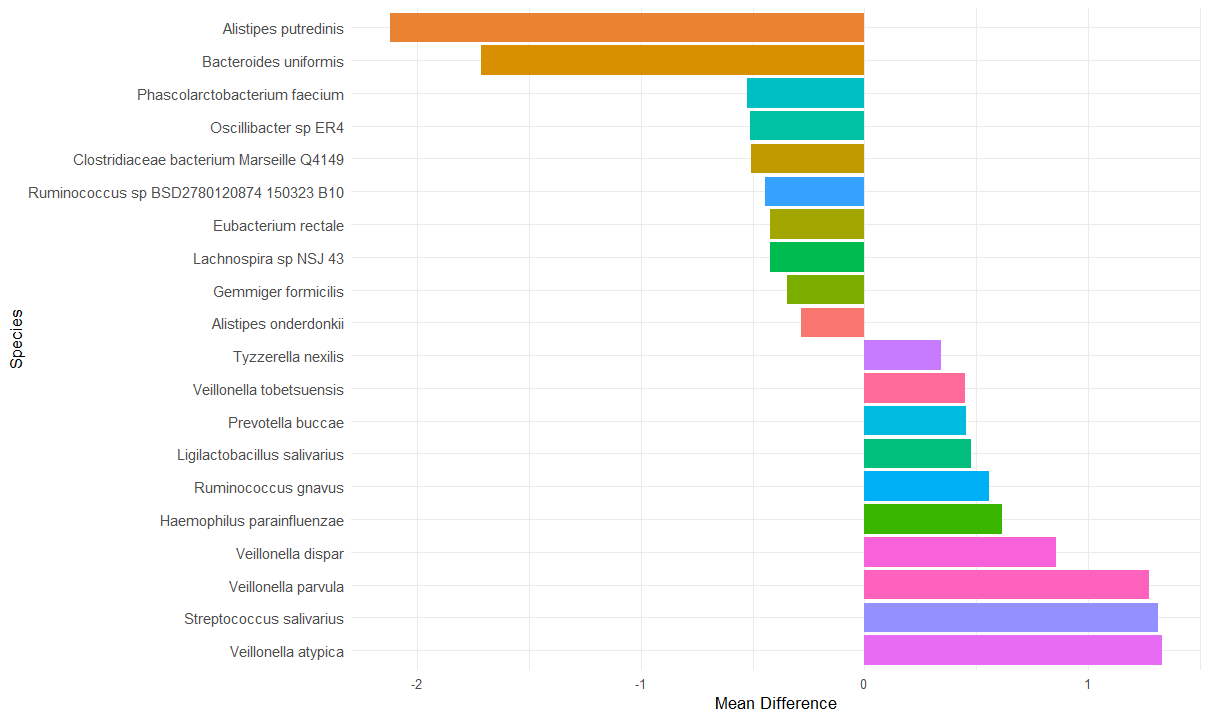 Alistipes putredinis
Bacteroides uniformis
Phascolarctobacterium faecium
Oscillibacter sp ER4
Clostridiaceae bacterium Marseille Q4149
Ruminococcus sp BSD2780120874 150323 B10
Eubacterium rectale
Lachnospira sp NSJ 43
Gemmiger formicilis
Alistipes onderdonkii
Tyzzerella nexilis
Veillonella tobetsuensis
Prevotella buccae
Ligilactobacillus salivarius
Ruminococcus gnavus
Haemophilus parainfluenzae
Veillonella dispar
Veillonella parvula
Streptococcus salivarius
Veillonella atypica
Species
-2 -1 0 1
Mean Difference